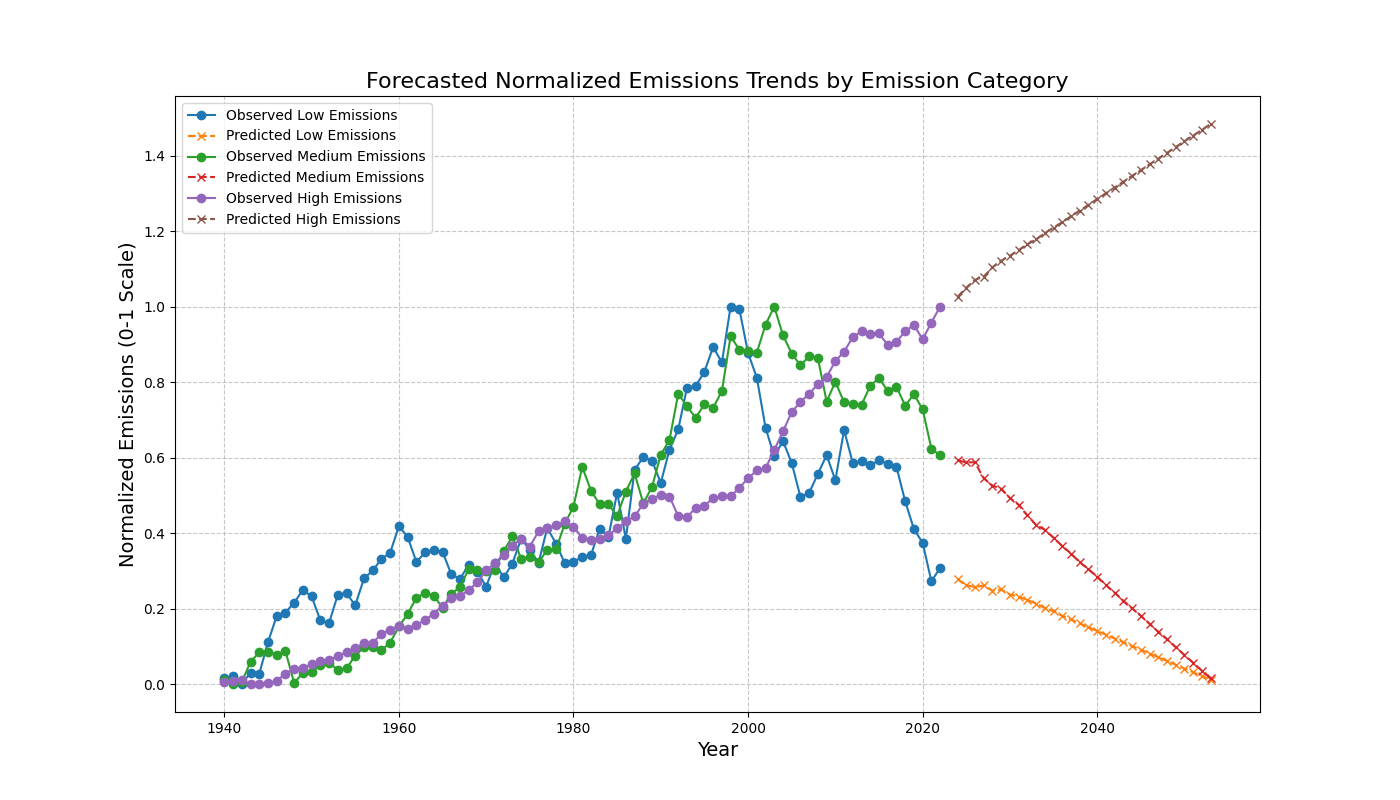 Forecasted Normalized Emissions Trends by Emission Category
Observed Low Emissions
Predicted Low Emissions
Observed Medium Emissions
Predicted Medium Emissions
Observed High Emissions
Predicted High Emissions
Normalized Emissions (0-1 Scale)
1.4
1.2
1.0
0.8
0.6
0.4
0.2
0.0
1940 1960 1980 2000 2020 2040
Year